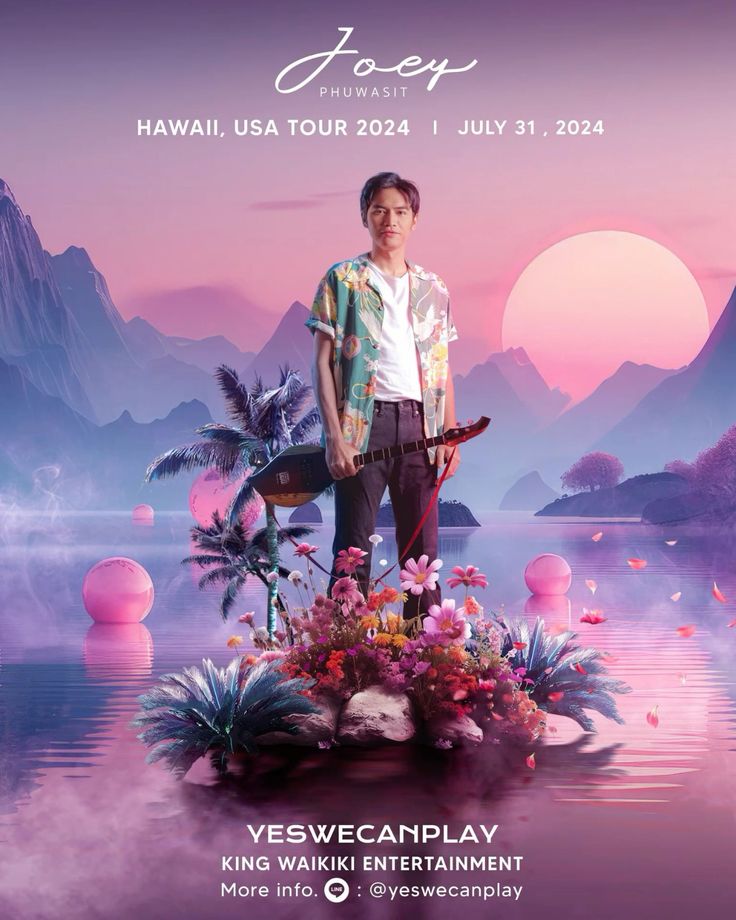 Joey
PHUWASIT
HAWAII, USA TOUR 2024 | JULY 31 , 2024
YESWECANPLAY
KING WAIKIKI ENTERTAINMENT
More info. LINE : @yeswecanplay